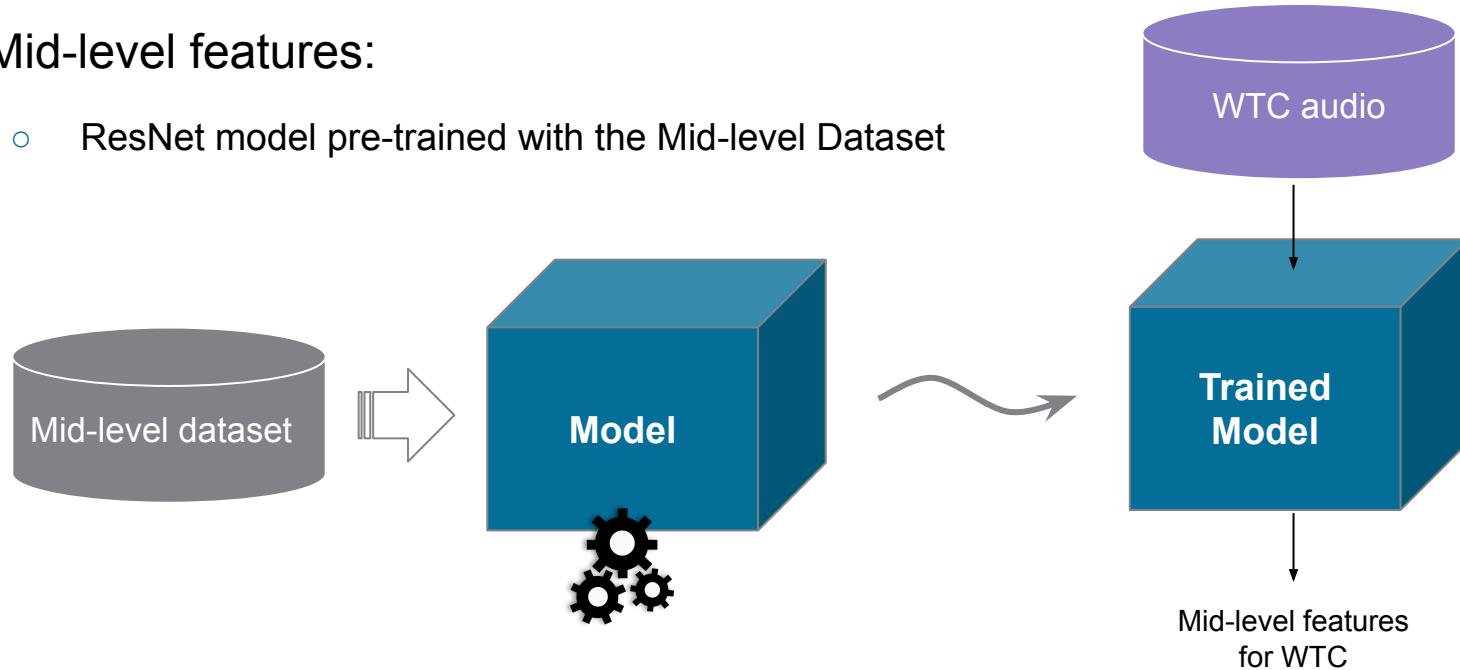 Mid-level features:
○ ResNet model pre-trained with the Mid-level Dataset
WTC audio
Mid-level dataset
Model
Trained
Model
Mid-level features
for WTC